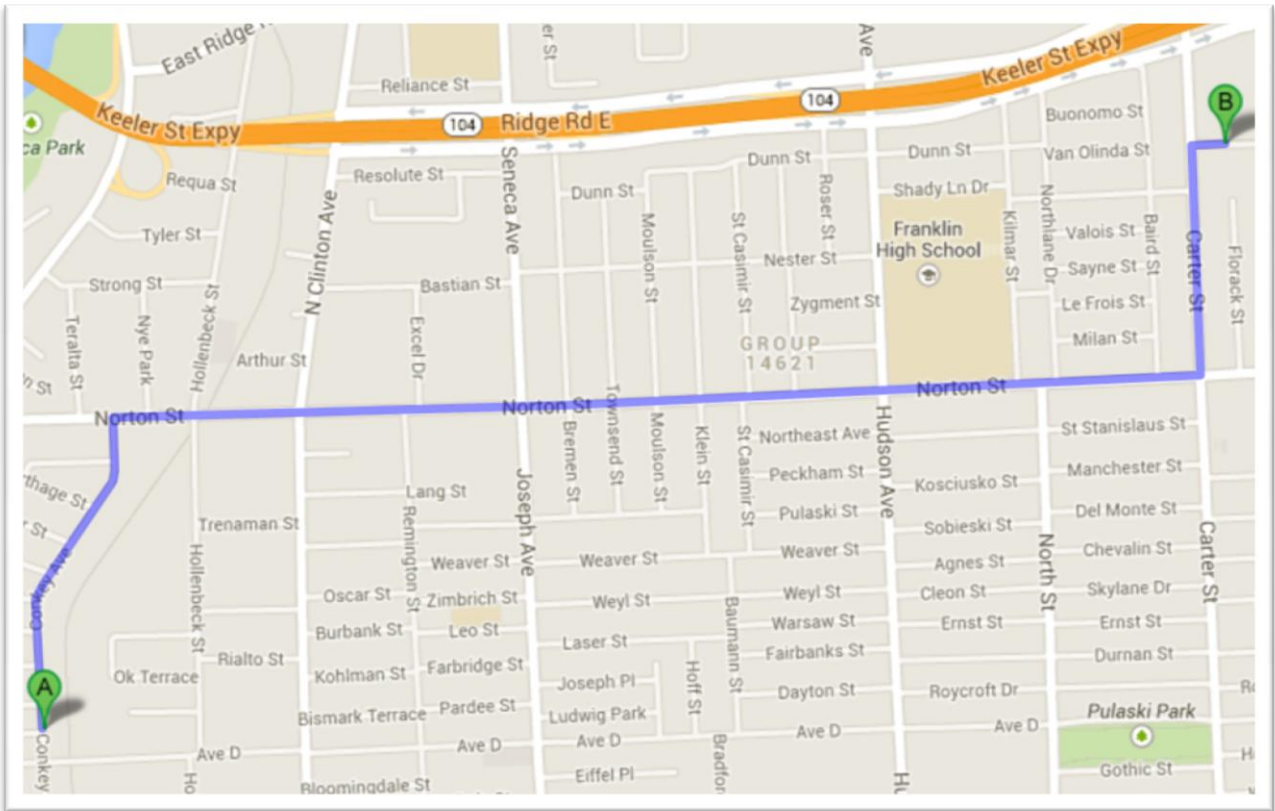 East Ridge
er St
Ave
Keeler St Expy
Reliance St
Keeler St Expy
104
Ridge Rd E
104
Buonomo St
B
ca Park
Requa St
Resolute St
Seneca Ave
Dunn St
Dunn St
Dunn St
Van Olinda St
Shady Ln Dr
Tyler St
N Clinton Ave
Moulson St
St Casimir St
Roser St
Franklin
High School
Kilmar St
Northlane Dr
Valois St
Baird St
Carter St
Florack St
Nester St
Sayne St
Strong St
Bastian St
Zygment St
Le Frois St
Teralta St
Nye Park
Hollenbeck St
Arthur St
Excel Dr
GROUP
14621
Milan St
St
Norton St
Norton St
Norton St
Townsend St
Bremen St
Moulson St
Klein St
St Casimir St
Northeast Ave
Hudson Ave
St Stanislaus St
Peckham St
Manchester St
thage St
Lang St
Joseph Ave
Kosciusko St
St
Trenaman St
Remington St
Pulaski St
Sobieski St
Del Monte St
Conkey Ave
Hollenbeck St
Weaver St
Weaver St
Weaver St
Agnes St
North St
Chevalin St
Carter St
Oscar St
Zimbrich St
Weyl St
Weyl St
Cleon St
Skylane Dr
Burbank St
Leo St
Laser St
Baumann St
Warsaw St
Ernst St
Ernst St
Rialto St
Farbridge St
Fairbanks St
Durnan St
A
Ok Terrace
Kohlman St
Joseph Pl
Hoff St
Dayton St
Roycroft Dr
Bismark Terrace
Pardee St
Ludwig Park
Pulaski Park
Conkey
Ave D
Ave D
Ave D
Ave D
Ave D
Bradfor
Ho
Bloomingdale St
Eiffel Pl
Hu
Gothic St